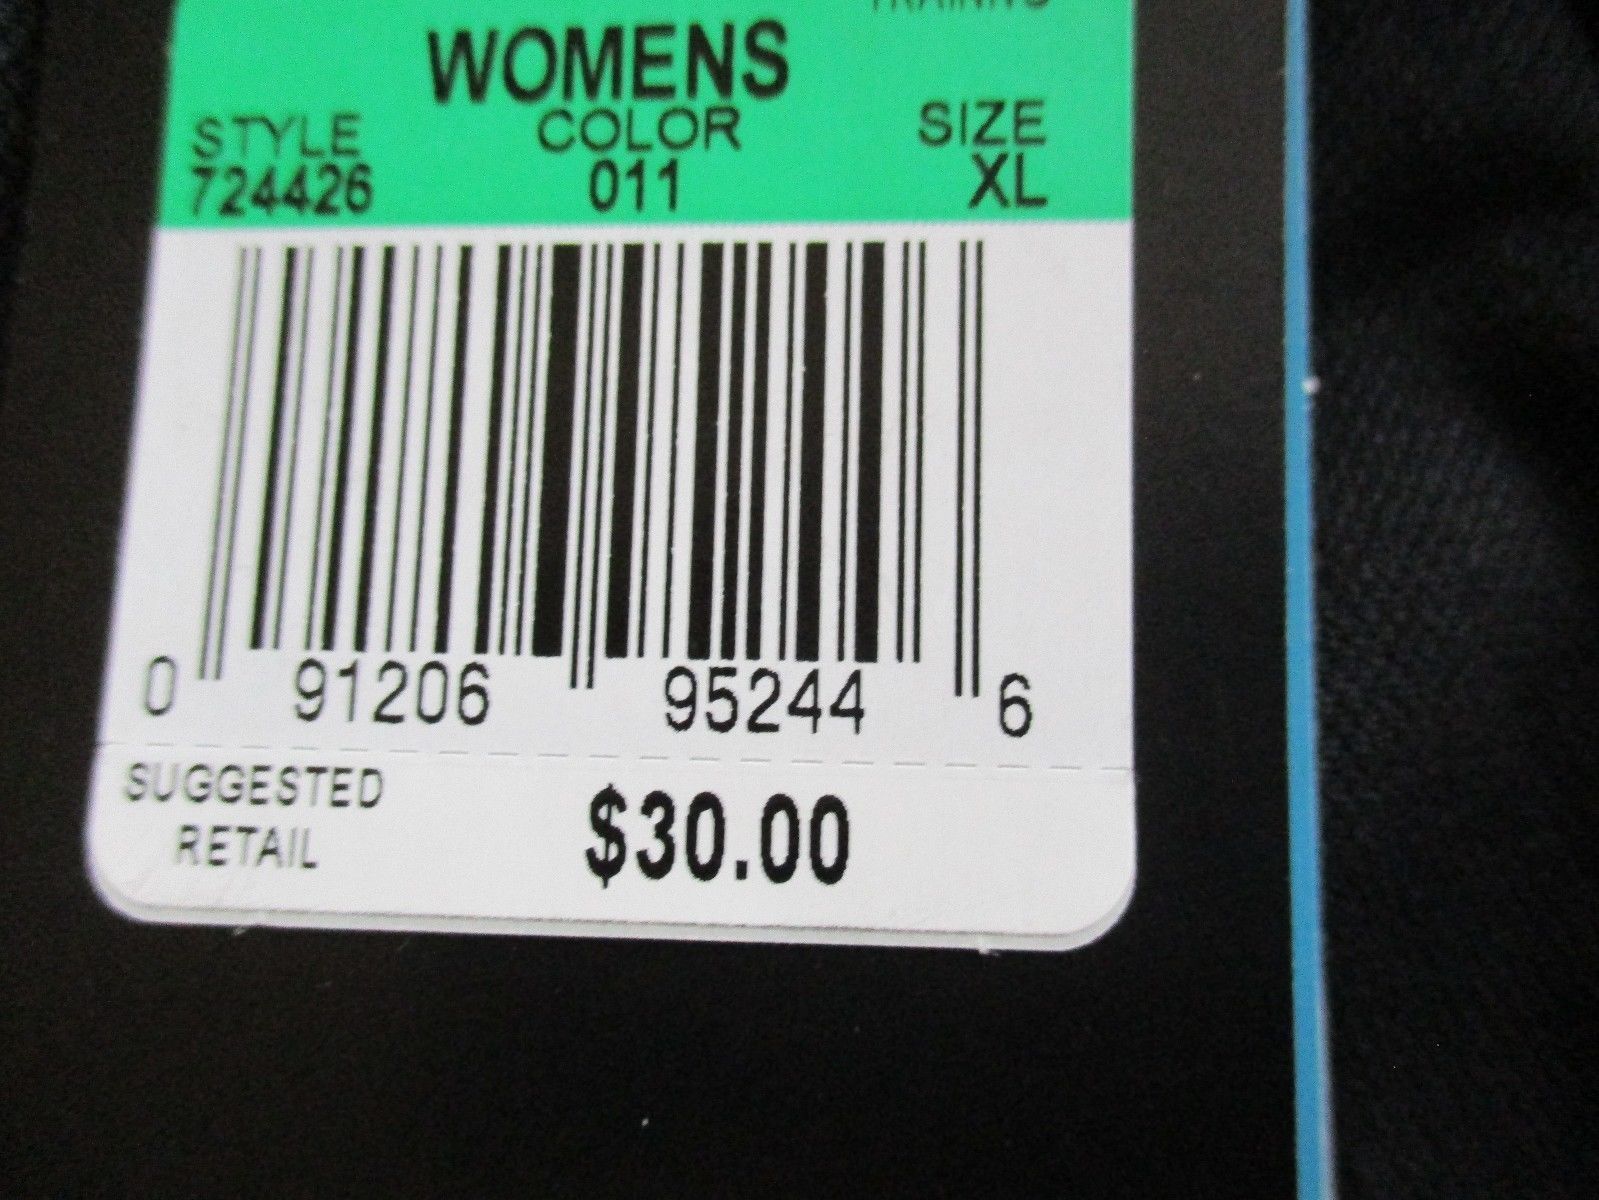 WOMENS
STYLE COLOR SIZE
724426 011 XL
0 91206 95244 6
SUGGESTED
RETAIL
$30.00